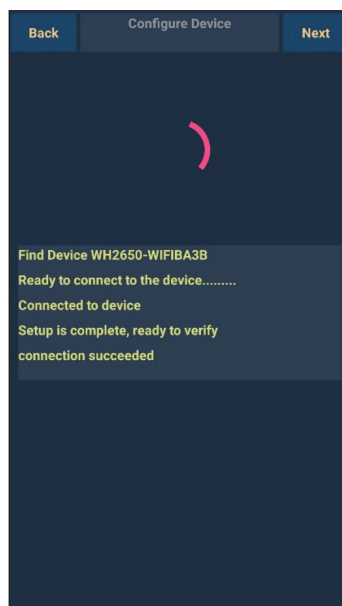 Back
Configure Device
Next
Find Device WH2650-WIFIBA3B
Ready to connect to the device.........
Connected to device
Setup is complete, ready to verify
connection succeeded